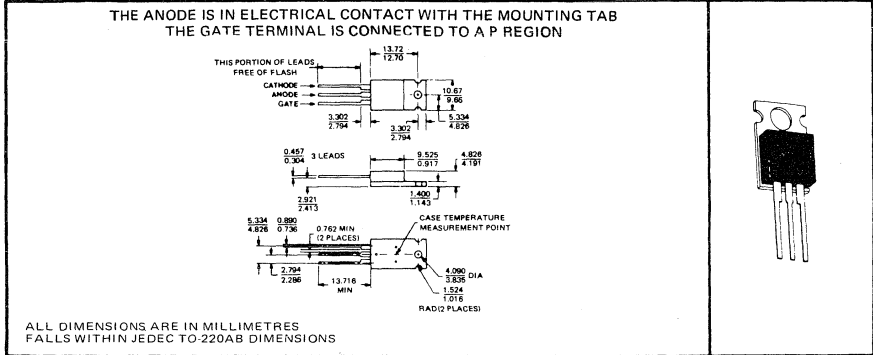 THE ANODE IS IN ELECTRICAL CONTACT WITH THE MOUNTING TAB
THE GATE TERMINAL IS CONNECTED TO A P REGION
13.72
12.70
THIS PORTION OF LEADS
FREE OF FLASH
CATHODE
ANODE
GATE
10.67
9.66
3.302
2.794
3.302
2.794
5.334
4.826
0.457
0.304
3 LEADS
9.525
0.917
4.826
4.191
2.921
2.413
1.400
1.143
5.334
4.826
0.890
0.736
0.762 MIN
(2 PLACES)
CASE TEMPERATURE
MEASUREMENT POINT
2.794
2.286
13.716
MIN
4.090
3.835
DIA
1.524
1.016
RAD(2 PLACES)
ALL DIMENSIONS ARE IN MILLIMETRES
FALLS WITHIN JEDEC TO-220AB DIMENSIONS